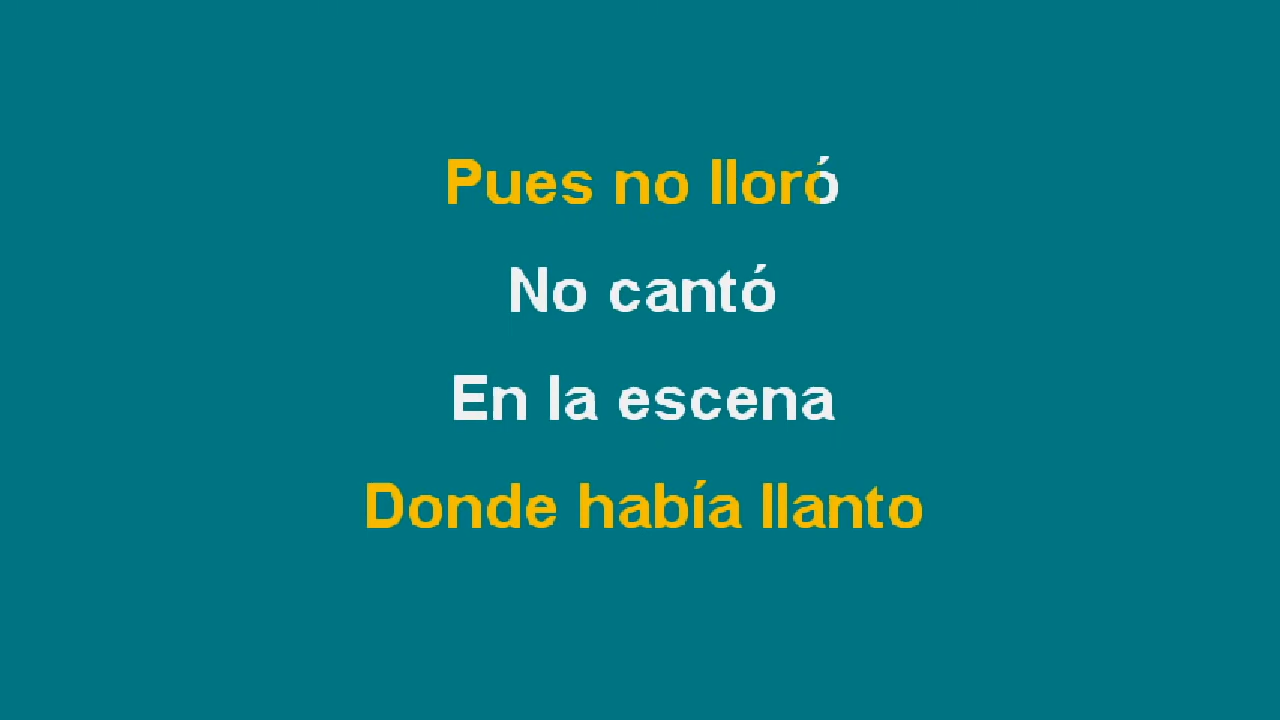 Pues no lloró
No cantó
En la escena
Donde había llanto